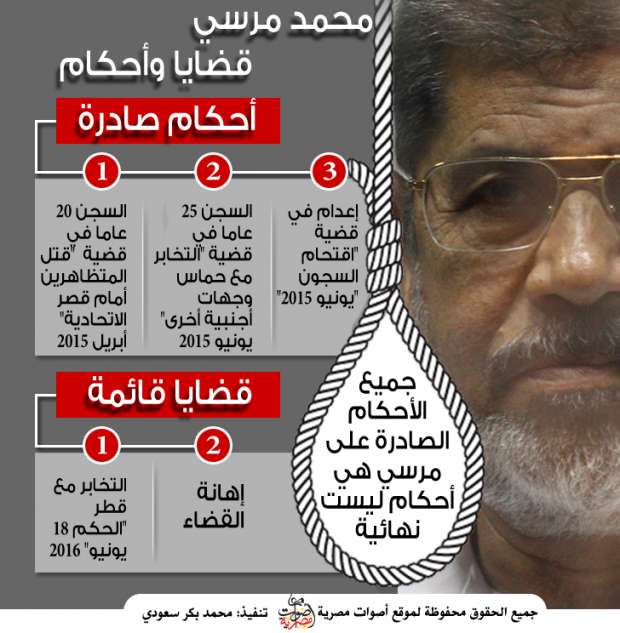 محمد مرسي
قضايا وأحكام
أحكام صادرة
1
السجن 20
عاما في
قضية "قتل
المتظاهرين
أمام قصر
الاتحادية"
أبريل 2015
2
السجن 25
عاما في
قضية "التخابر
مع حماس
وجهات
أجنبية أخرى"
يونيو 2015
3
إعدام في
قضية
"اقتحام
السجون
"يونيو 2015"
جميع
الأحكام
الصادرة على
مرسي هي
أحكام ليست
نهائية
قضايا قائمة
1
التخابر مع
قطر
"الحكم 18
يونيو" 2016
2
إهانة
القضاء
جميع الحقوق محفوظة لموقع أصوات مصرية أصوات مصرية تنفيذ: محمد بكر سعودي